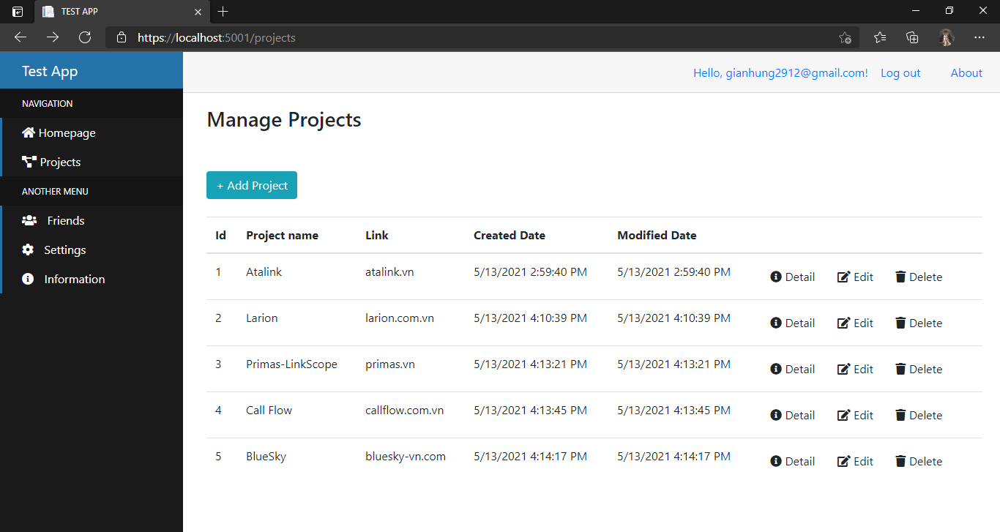 TEST APP
https://localhost:5001/projects
Test App
Hello, gianhung2912@gmail.com! Log out About
NAVIGATION
Homepage
Projects
ANOTHER MENU
Friends
Settings
Information
Manage Projects
+ Add Project
Id Project name Link Created Date Modified Date
1 Atalink atalink.vn 5/13/2021 2:59:40 PM 5/13/2021 2:59:40 PM Detail Edit Delete
2 Larion larion.com.vn 5/13/2021 4:10:39 PM 5/13/2021 4:10:39 PM Detail Edit Delete
3 Primas-LinkScope primas.vn 5/13/2021 4:13:21 PM 5/13/2021 4:13:21 PM Detail Edit Delete
4 Call Flow callflow.com.vn 5/13/2021 4:13:45 PM 5/13/2021 4:13:45 PM Detail Edit Delete
5 BlueSky bluesky-vn.com 5/13/2021 4:14:17 PM 5/13/2021 4:14:17 PM Detail Edit Delete